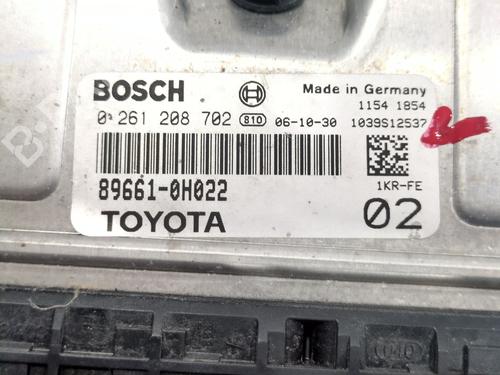 BOSCH
Made in Germany
1154 1854
0 261 208 702 810 06-10-30 1039S12537
89661-0H022
1KR-FE
TOYOTA
02